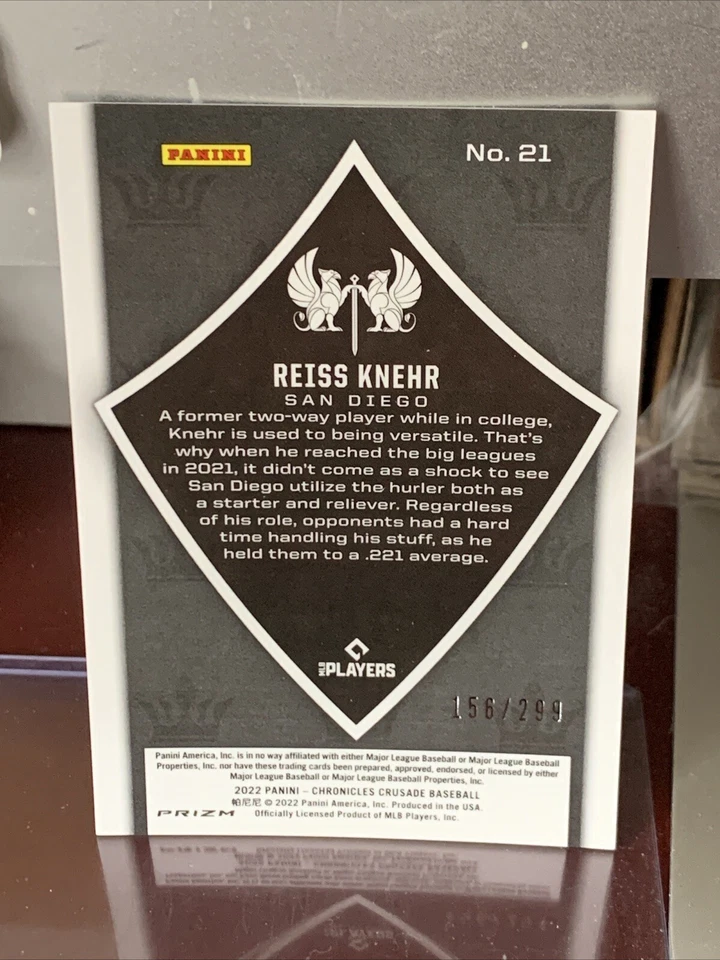 PANINI
No. 21
REISS KNEHR
SAN DIEGO
A former two-way player while in college,
Knehr is used to being versatile. That's
why when he reached the big leagues
in 2021, it didn't come as a shock to see
San Diego utilize the hurler both as
a starter and reliever. Regardless
of his role, opponents had a hard
time handling his stuff, as he
held them to a .221 average.
MLB PLAYERS
156/299
Panini America, Inc. is in no way affiliated with either Major League Baseball or Major League Baseball
Properties, Inc. nor have these trading cards been prepared, approved, endorsed, or licensed by either
Major League Baseball or Major League Baseball Properties, Inc.
2022 PANINI – CHRONICLES CRUSADE BASEBALL
帕尼尼 © 2022 Panini America, Inc. Produced in the USA.
PRIZM
Officially Licensed Product of MLB Players, Inc.